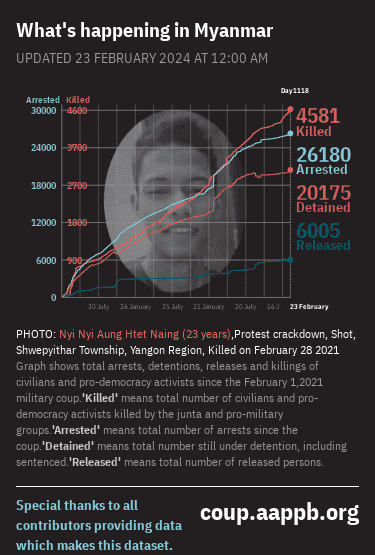 What's happening in Myanmar
UPDATED 23 FEBRUARY 2024 AT 12:00 AM
Day1118
Arrested Killed
30000 4600
24000 3600
18000 2700
12000 1800
6000 900
0
4581
Killed
26180
Arrested
20175
Detained
6005
Released
30 July 26 January 25 July 21 January 20 July 16 J 23 February
PHOTO: Nyi Nyi Aung Htet Naing (23 years),Protest crackdown, Shot,
Shwepyithar Township, Yangon Region, Killed on February 28 2021
Graph shows total arrests, detentions, releases and killings of
civilians and pro-democracy activists since the February 1,2021
military coup.'Killed' means total number of civilians and pro-
democracy activists killed by the junta and pro-military
groups.'Arrested' means total number of arrests since the
coup.'Detained' means total number still under detention, including
sentenced.'Released' means total number of released persons.
Special thanks to all
contributors providing data
which makes this dataset.
coup.aappb.org